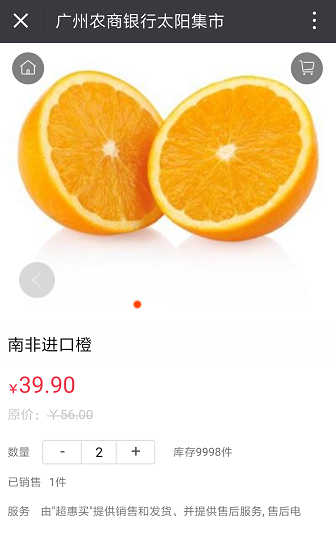 广州农商银行太阳集市
南非进口橙
¥39.90
原价：¥56.00
数量 - 2 + 库存9998件
已销售 1件
服务 由"超惠买"提供销售和发货、并提供售后服务, 售后电